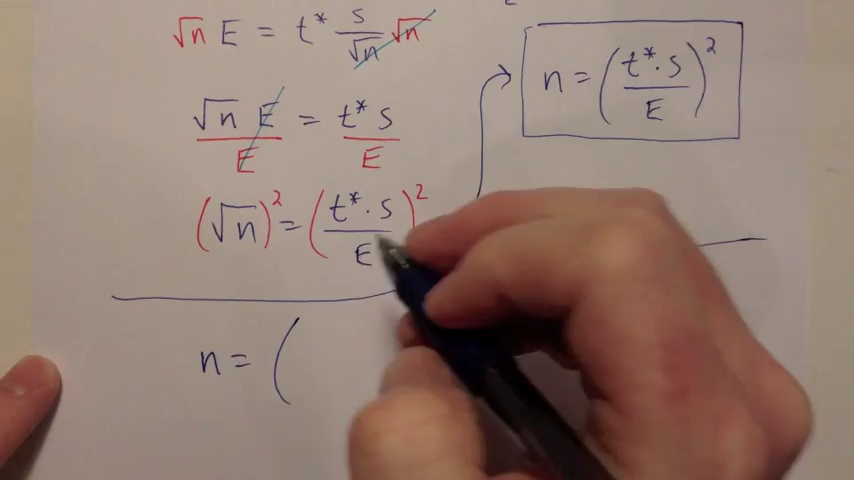 √n E = t* s/√n √n
√n E/E = t* s/E
(√n)² = (t*·s/E)²
n = (t*·s/E)²
n = (